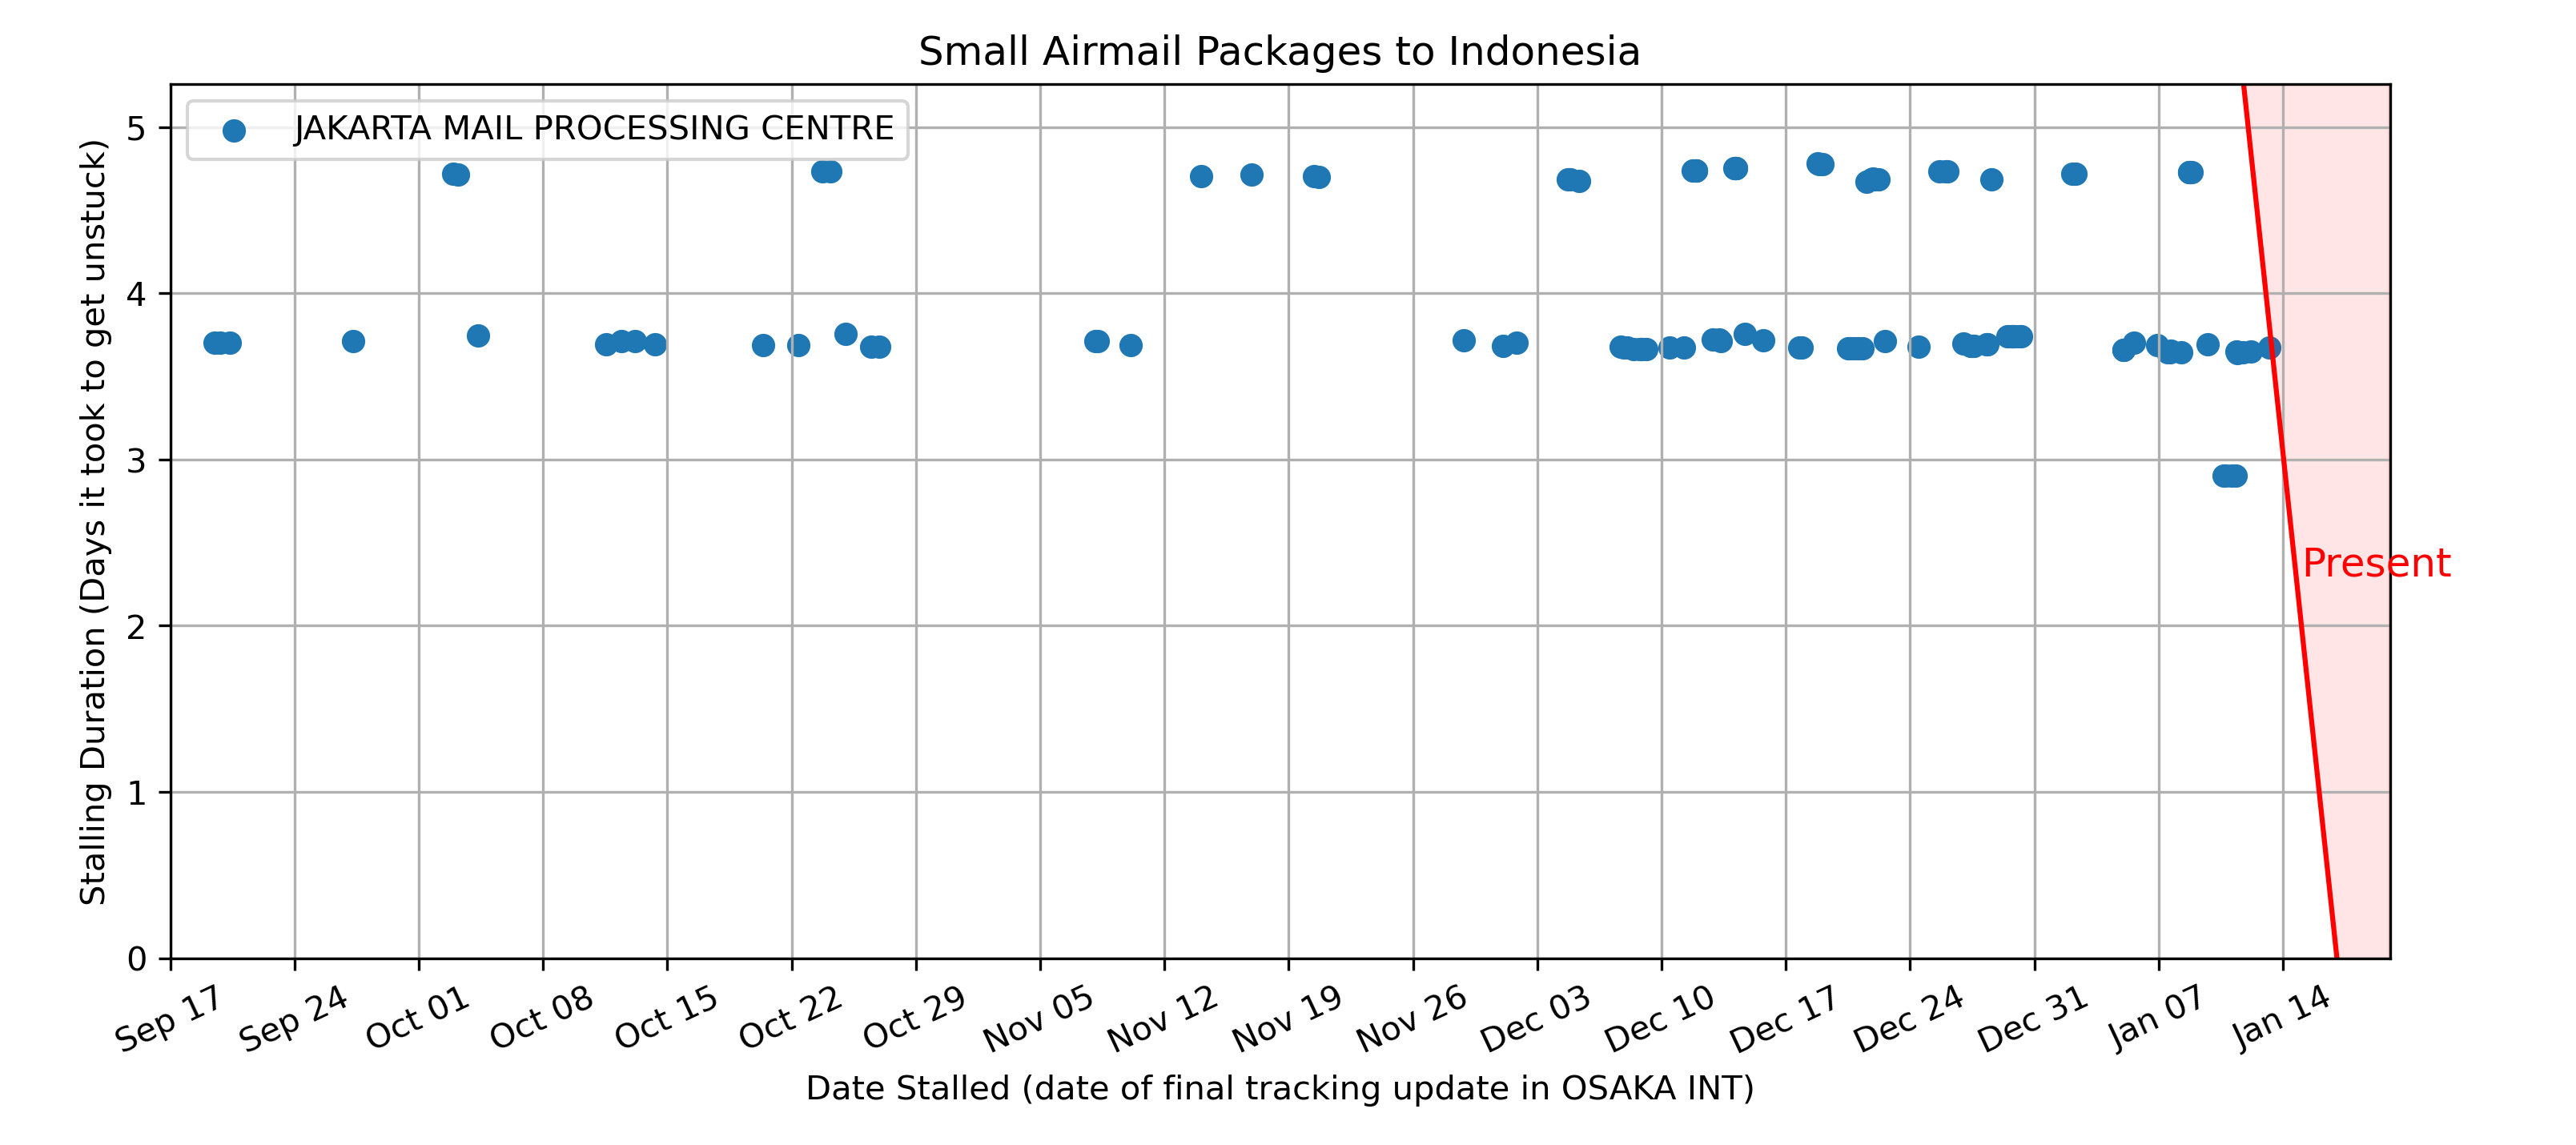 Small Airmail Packages to Indonesia
JAKARTA MAIL PROCESSING CENTRE
Stalling Duration (Days it took to get unstuck)
5
4
3
2
1
0
Present
Sep 17
Sep 24
Oct 01
Oct 08
Oct 15
Oct 22
Oct 29
Nov 05
Nov 12
Nov 19
Nov 26
Dec 03
Dec 10
Dec 17
Dec 24
Dec 31
Jan 07
Jan 14
Date Stalled (date of final tracking update in OSAKA INT)